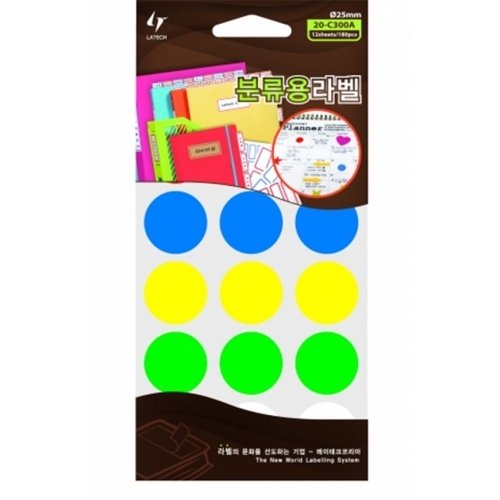 LATECH
Ø25mm
20-C300A
12sheets/180pcs
분류용라벨
Planner
라벨의 문화를 선도하는 기업 - 레이테크코리아
The New World Labelling System